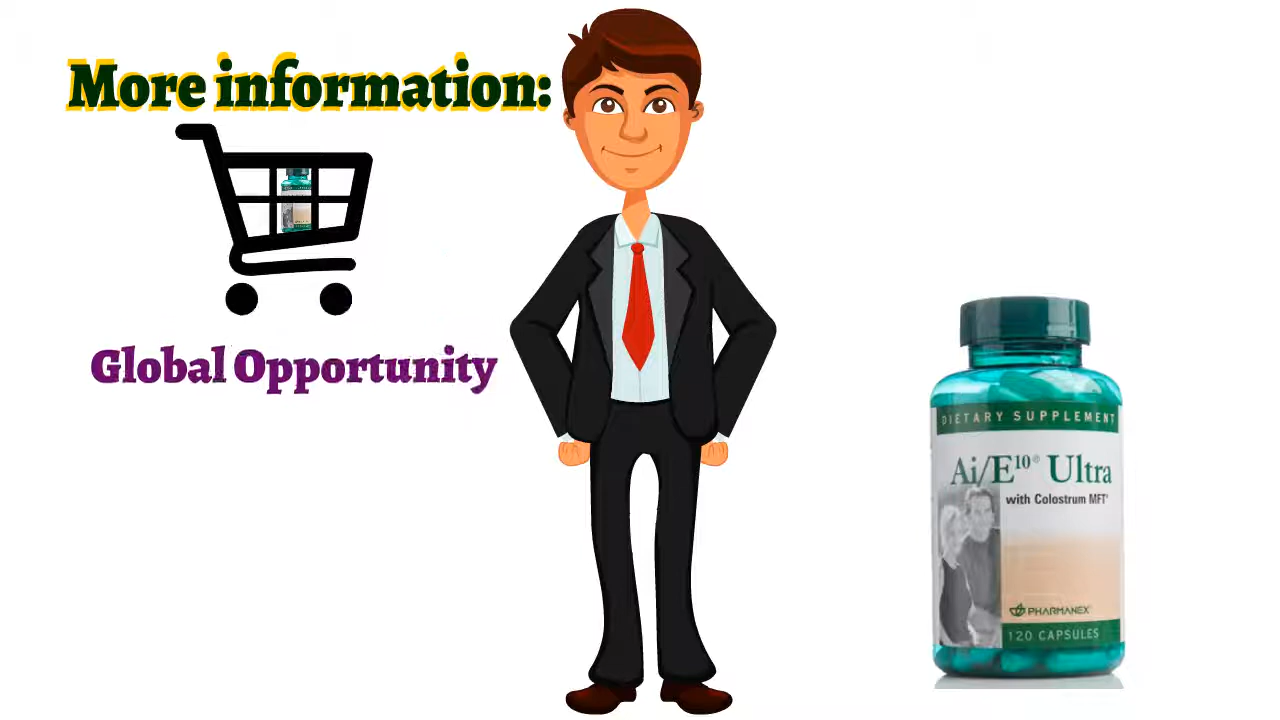 More information:
Global Opportunity
DIETARY SUPPLEMENT
Ai/E¹⁰® Ultra
with Colostrum MFT
PHARMANEX
120 CAPSULES